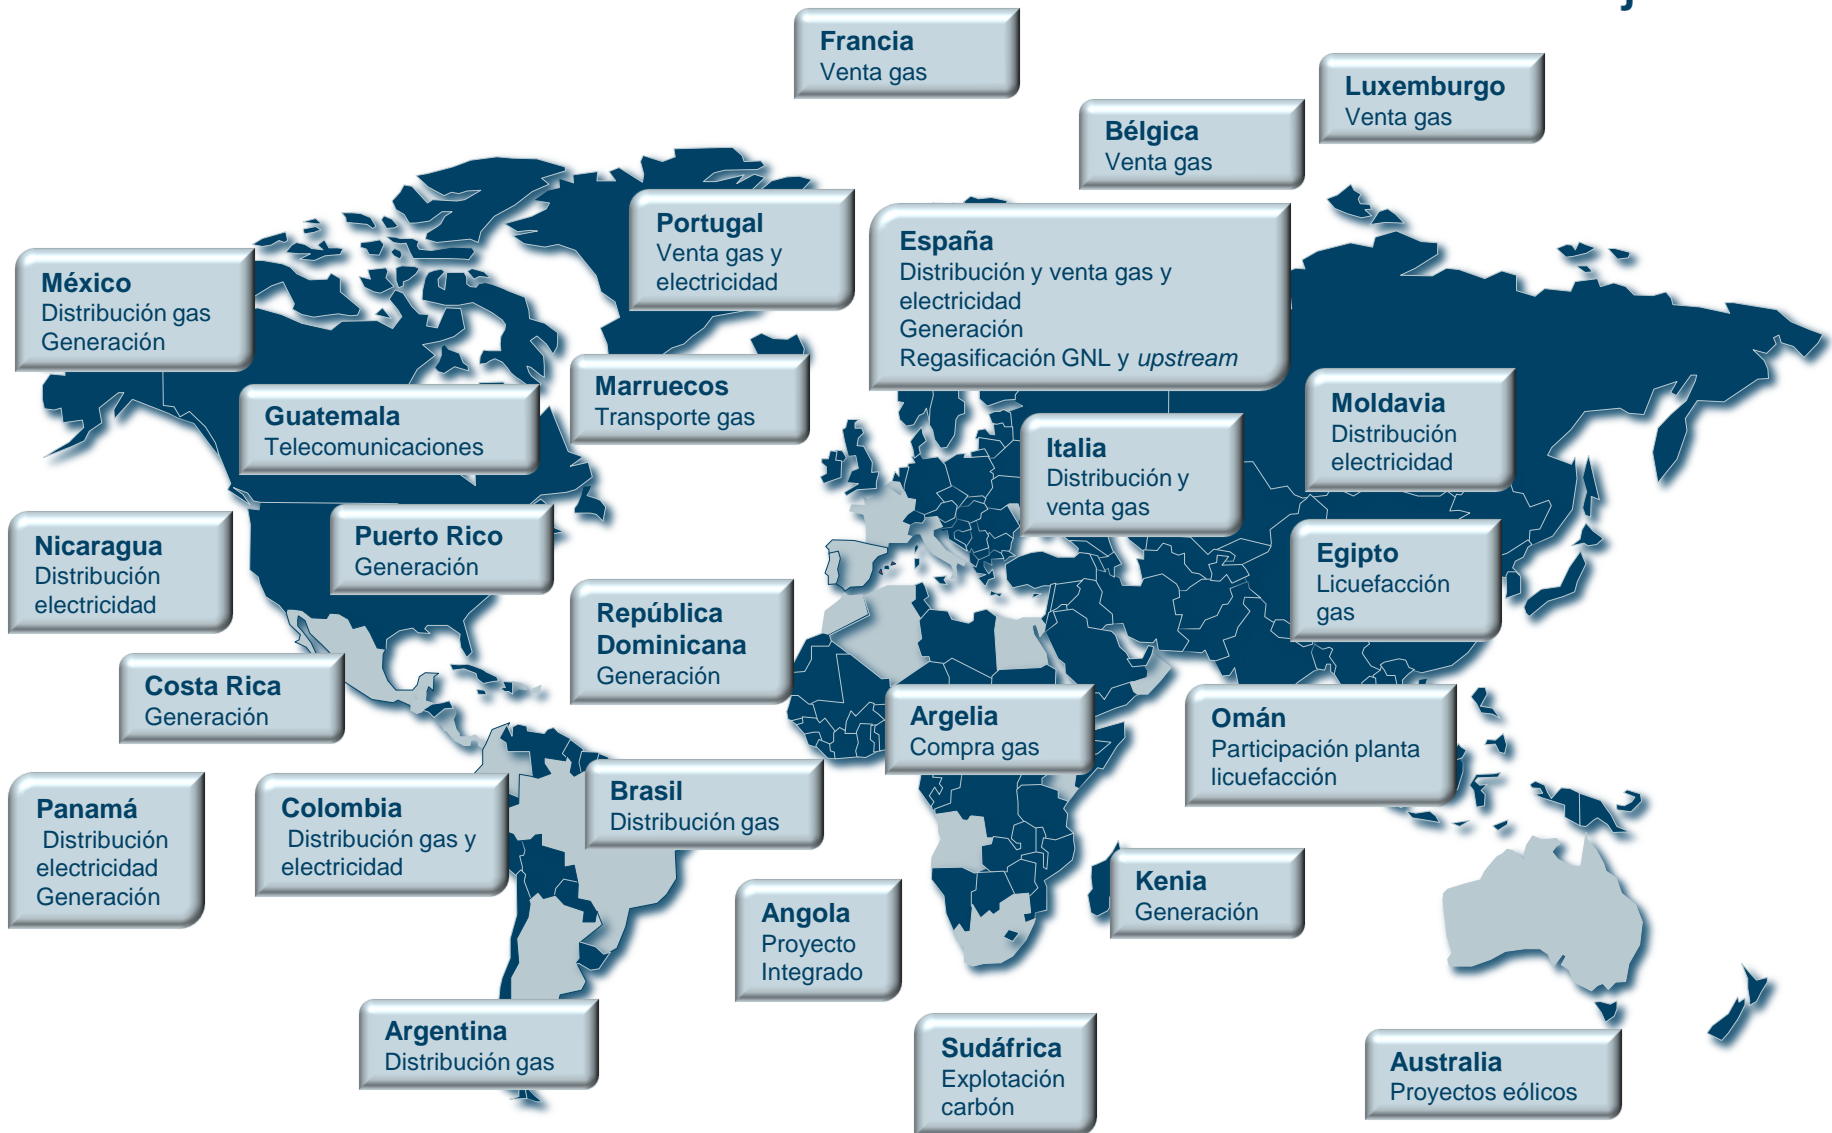 Francia
Venta gas
Luxemburgo
Venta gas
Bélgica
Venta gas
Portugal
Venta gas y
electricidad
España
Distribución y venta gas y
electricidad
Generación
Regasificación GNL y upstream
México
Distribución gas
Generación
Marruecos
Transporte gas
Guatemala
Telecomunicaciones
Moldavia
Distribución
electricidad
Italia
Distribución y
venta gas
Nicaragua
Distribución
electricidad
Puerto Rico
Generación
Egipto
Licuefacción
gas
República
Dominicana
Generación
Costa Rica
Generación
Argelia
Compra gas
Omán
Participación planta
licuefacción
Panamá
Distribución
electricidad
Generación
Colombia
Distribución gas y
electricidad
Brasil
Distribución gas
Angola
Proyecto
Integrado
Kenia
Generación
Argentina
Distribución gas
Sudáfrica
Explotación
carbón
Australia
Proyectos eólicos